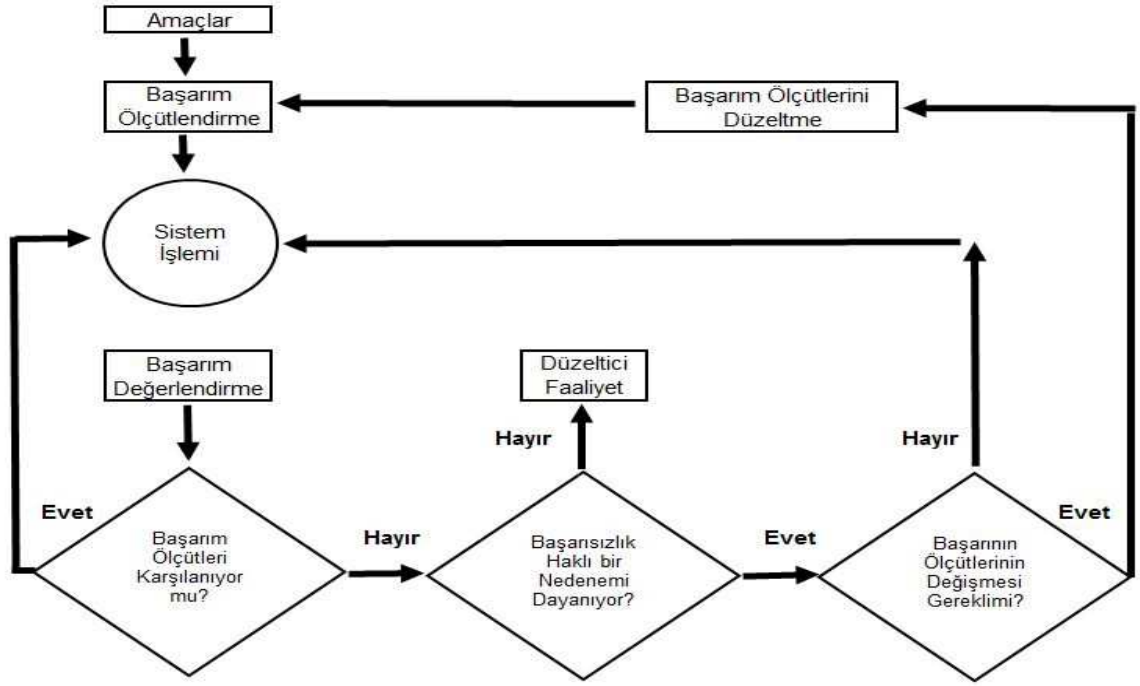 Amaçlar
Başarım
Ölçütlendirme
Başarım Ölçütlerini
Düzeltme
Sistem
İşlemi
Başarım
Değerlendirme
Düzeltici
Faaliyet
Hayır
Hayır
Evet
Başarım
Ölçütleri
Karşılanıyor
mu?
Hayır
Başarısızlık
Haklı bir
Nedenemi
Dayanıyor?
Evet
Başarının
Ölçütlerinin
Değişmesi
Gereklimi?
Evet